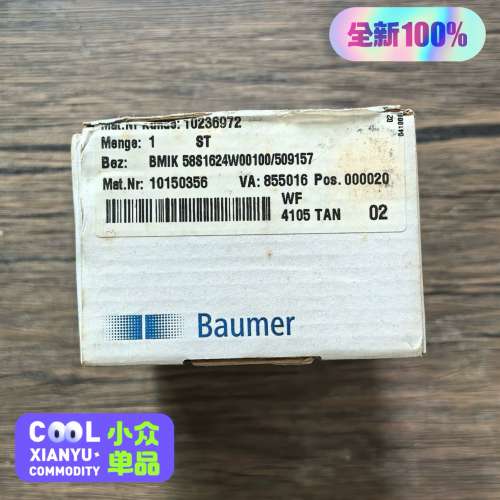 全新100%
Mat.Nr Kunde: 10236972
Menge: 1 ST
Bez: BMIK 58S1624W00100/509157
Mat.Nr: 10150356 VA: 855016 Pos. 000020
WF
4105 TAN 02
02
Baumer
COOL 小众
XIANYU· 单品
COMMODITY